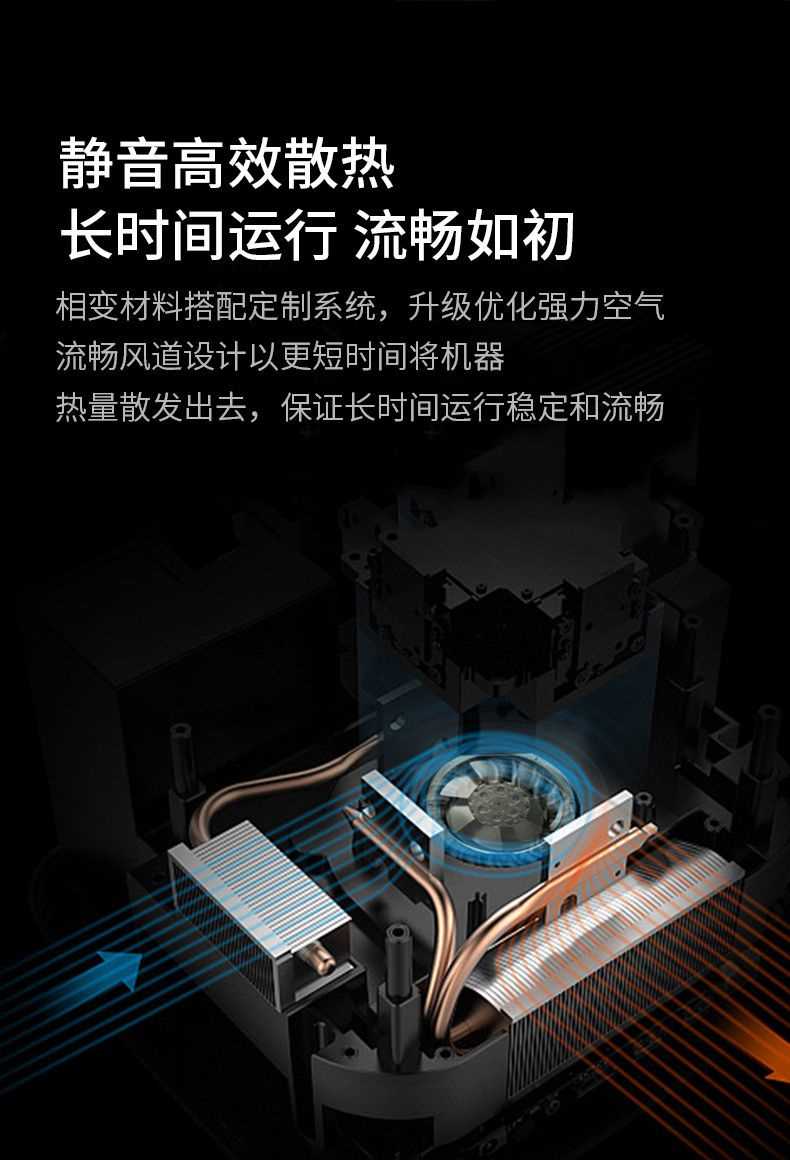 静音高效散热
长时间运行 流畅如初
相变材料搭配定制系统，升级优化强力空气
流畅风道设计以更短时间将机器
热量散发出去，保证长时间运行稳定和流畅